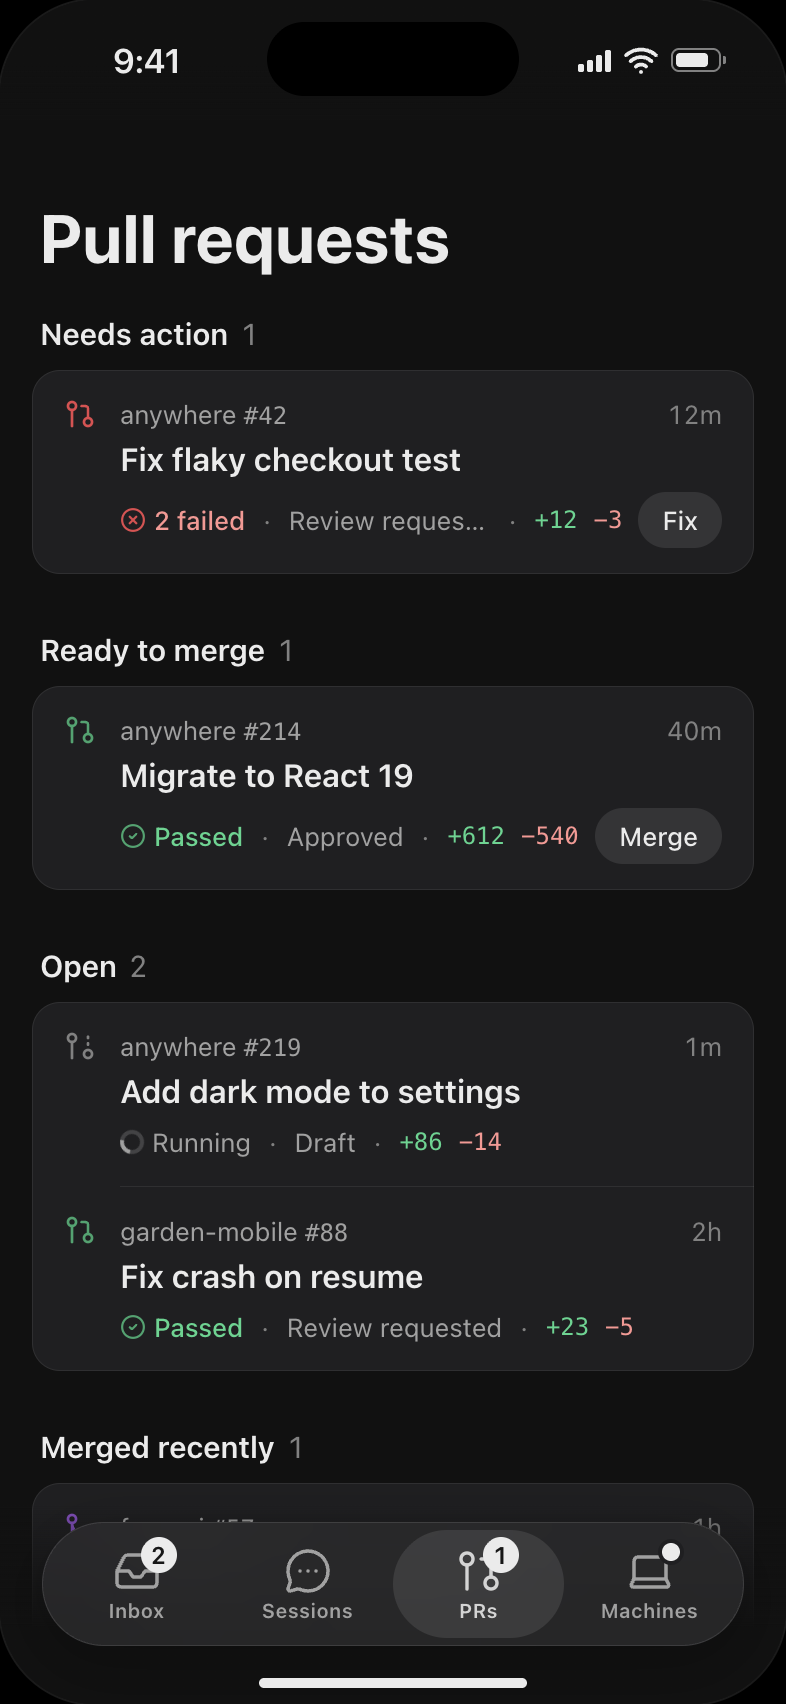 9:41
Pull requests
Needs action 1
anywhere #42 12m
Fix flaky checkout test
2 failed · Review reques... · +12 −3 Fix
Ready to merge 1
anywhere #214 40m
Migrate to React 19
Passed · Approved · +612 −540 Merge
Open 2
anywhere #219 1m
Add dark mode to settings
Running · Draft · +86 −14
garden-mobile #88 2h
Fix crash on resume
Passed · Review requested · +23 −5
Merged recently 1
1h
2 1
Inbox Sessions PRs Machines